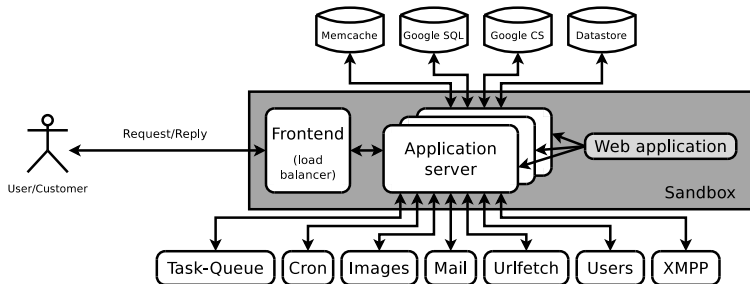 Memcache
Google SQL
Google CS
Datastore
Request/Reply
User/Customer
Frontend
(load
balancer)
Application
server
Web application
Sandbox
Task-Queue
Cron
Images
Mail
Urlfetch
Users
XMPP